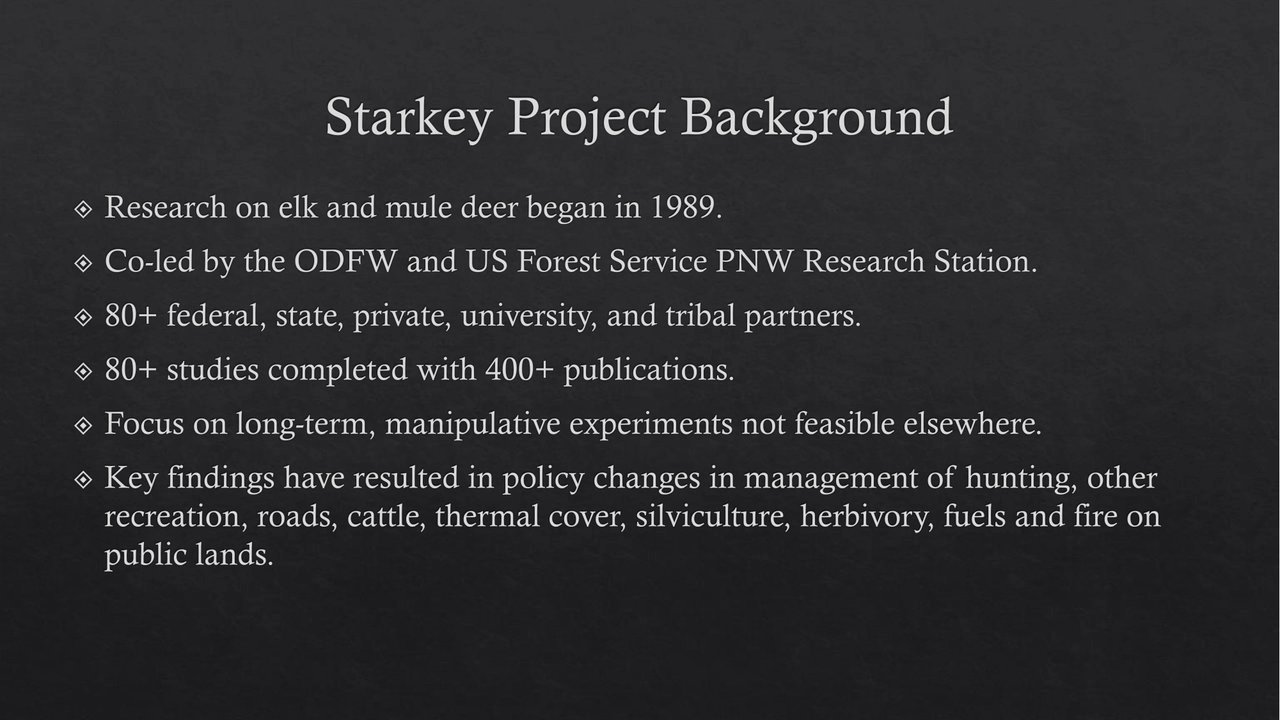 Starkey Project Background
Research on elk and mule deer began in 1989.
Co-led by the ODFW and US Forest Service PNW Research Station.
80+ federal, state, private, university, and tribal partners.
80+ studies completed with 400+ publications.
Focus on long-term, manipulative experiments not feasible elsewhere.
Key findings have resulted in policy changes in management of hunting, other
recreation, roads, cattle, thermal cover, silviculture, herbivory, fuels and fire on
public lands.